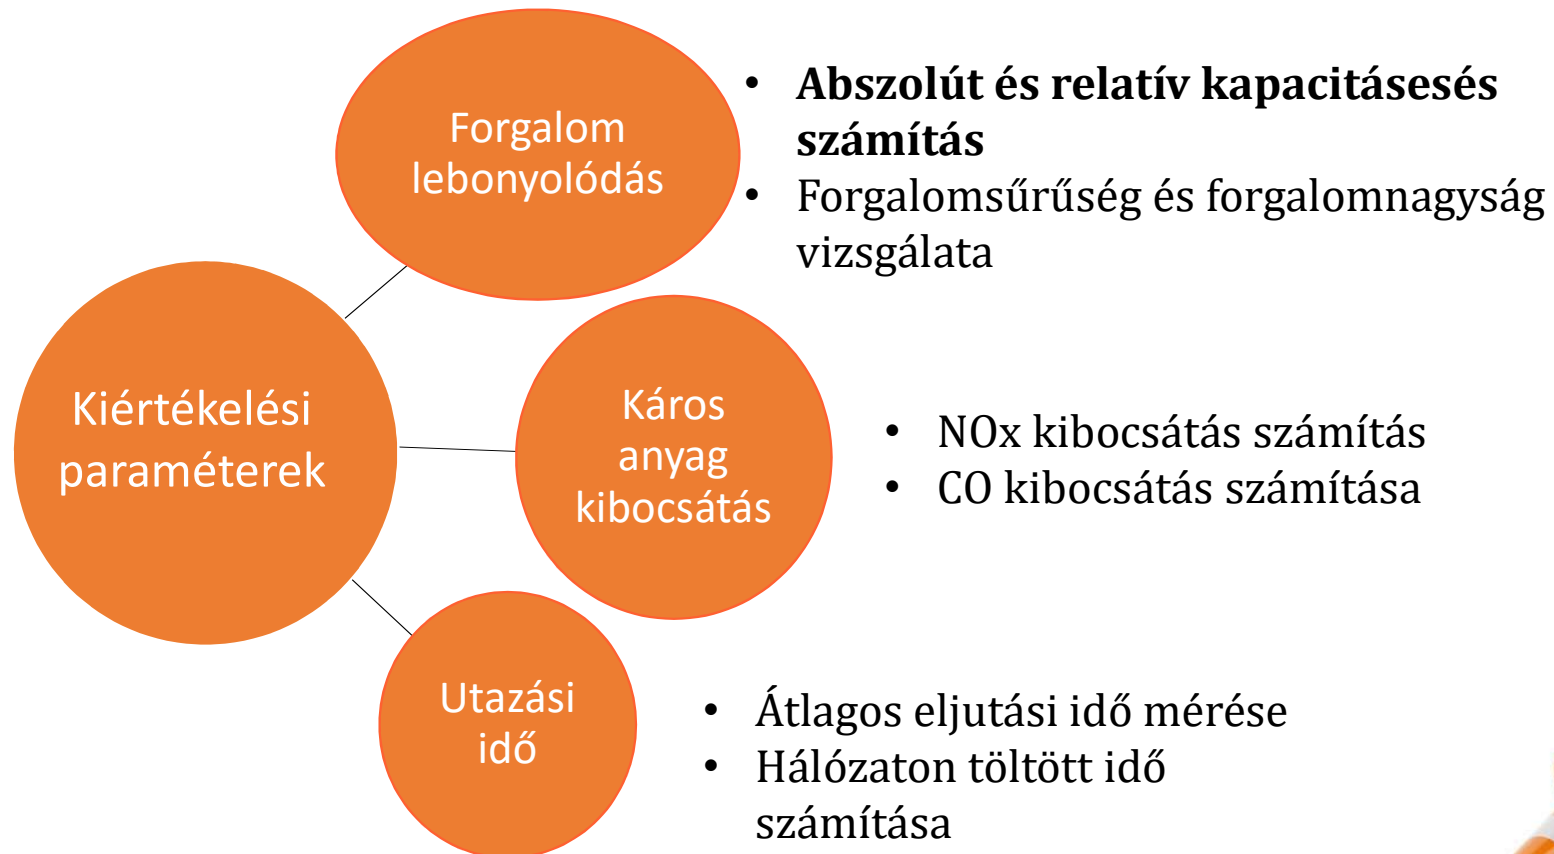 Forgalom
lebonyolódás
• Abszolút és relatív kapacitásesés
számítás
• Forgalomsűrűség és forgalomnagyság
vizsgálata
Kiértékelési
paraméterek
Káros
anyag
kibocsátás
• NOx kibocsátás számítás
• CO kibocsátás számítása
Utazási
idő
• Átlagos eljutási idő mérése
• Hálózaton töltött idő
számítása